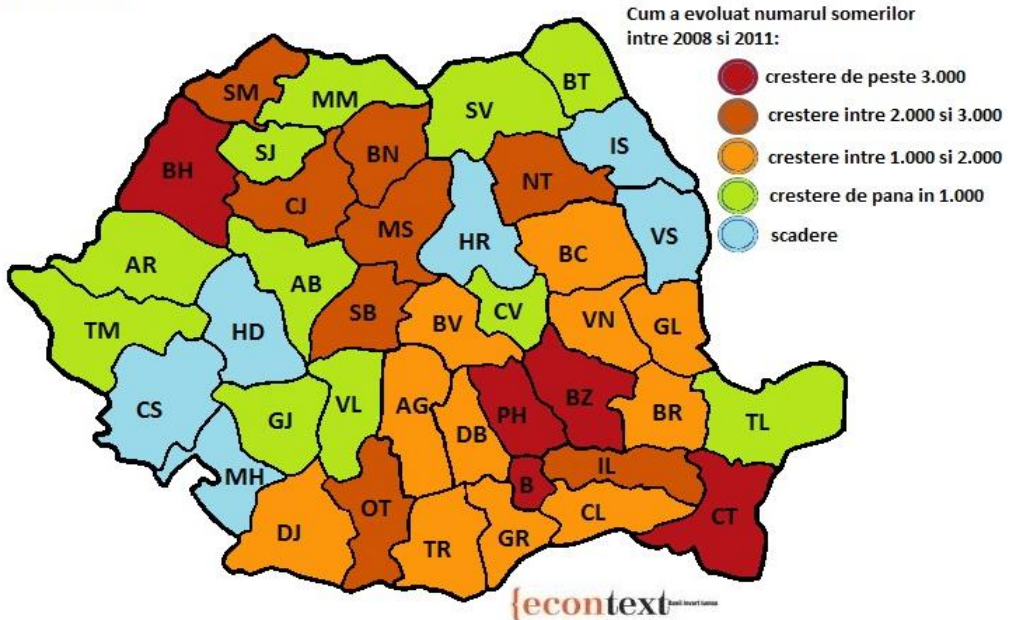 Cum a evoluat numarul somerilor
intre 2008 si 2011:
crestere de peste 3.000
crestere intre 2.000 si 3.000
crestere intre 1.000 si 2.000
crestere de pana in 1.000
scadere
SM
MM
SV
BT
BH
SJ
BN
IS
CJ
NT
MS
HR
VS
AR
AB
BC
TM
HD
SB
BV
CV
VN
GL
CS
GJ
VL
AG
DB
PH
BZ
BR
TL
MH
B
IL
DJ
OT
TR
GR
CL
CT
{econtext